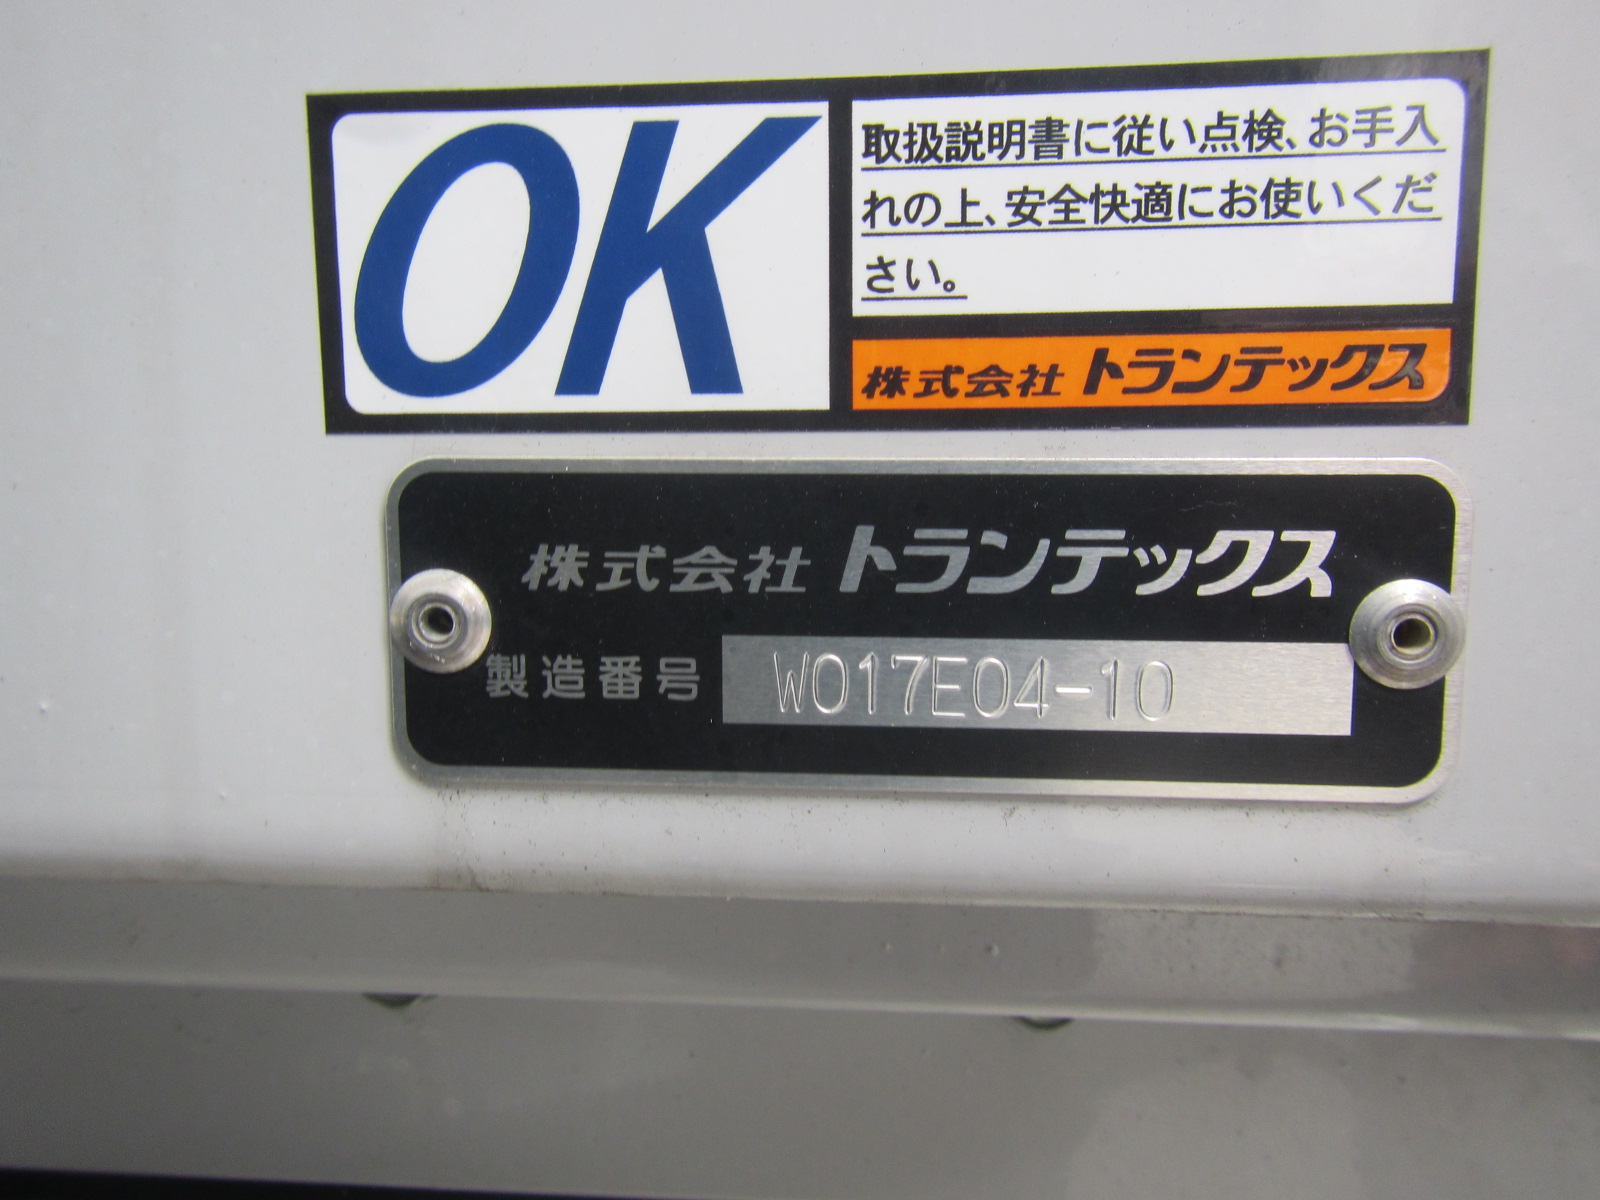 OK
取扱説明書に従い点検、お手入
れの上、安全快適にお使いくだ
さい。
株式会社 トランテックス
株式会社 トランテックス
製造番号 W017E04-10